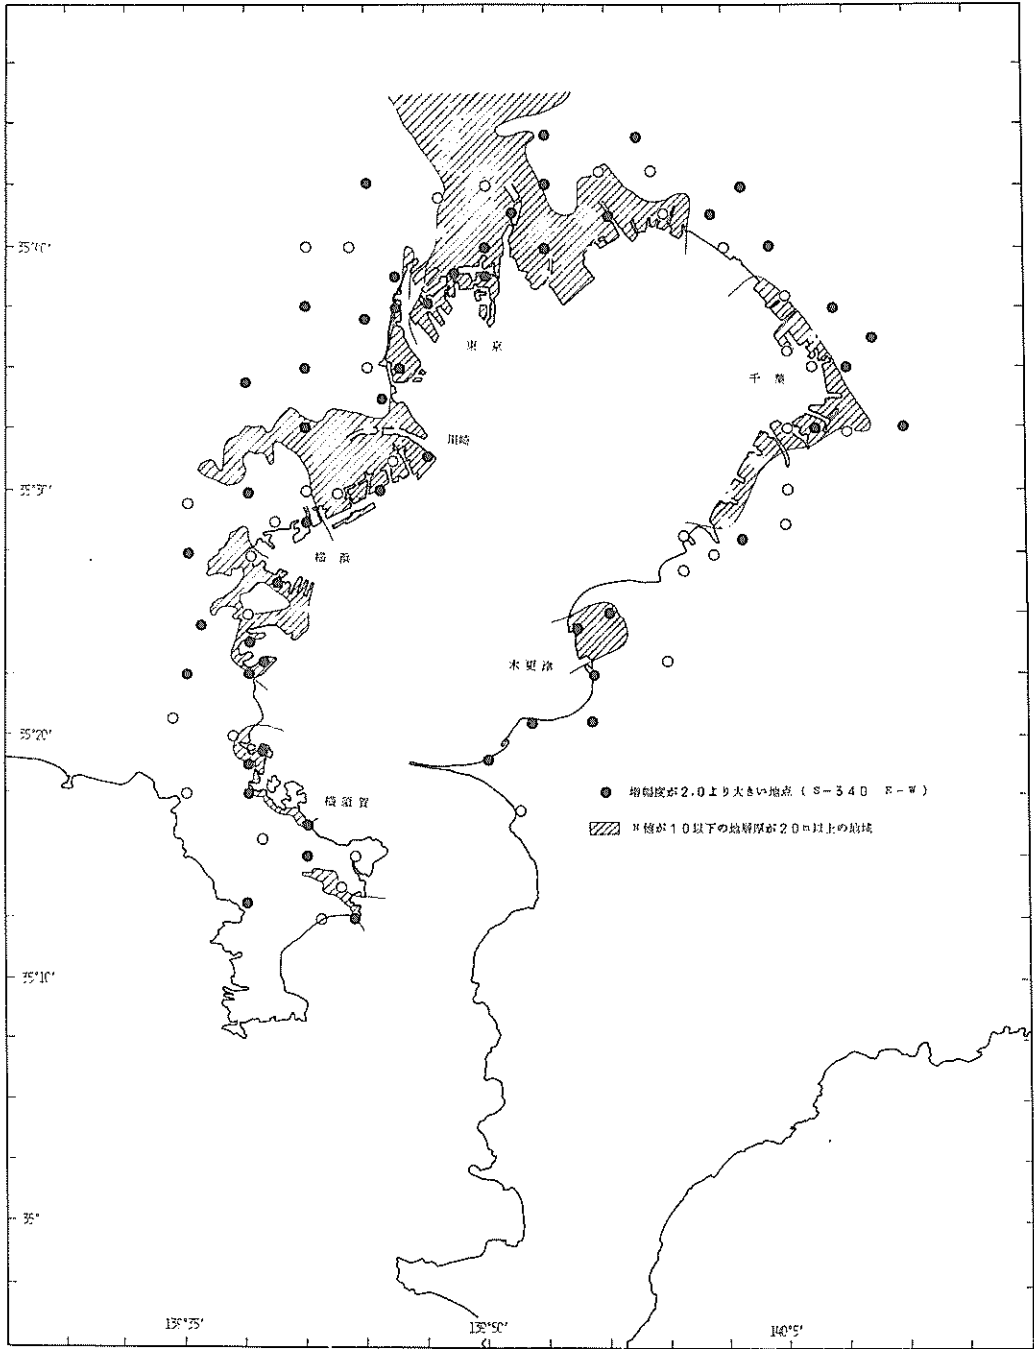 35°40'
東京
千葉
川崎
35°30'
横浜
木更津
35°20'
横須賀
増幅度が2.0より大きい地点 (S-340 E-W)
N値が10以下の地層厚が20m以上の地域
35°10'
35°
139°35'
139°50'
140°5'